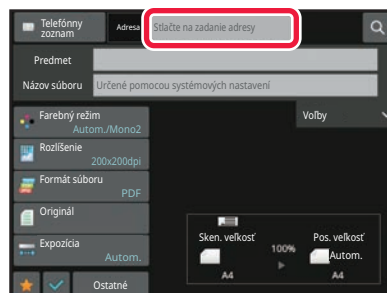 Telefónny
zoznam
Adresa
Stlačte na zadanie adresy
Predmet
Názov súboru
Určené pomocou systémových nastavení
Farebný režim
Autom./Mono2
Voľby
Rozlíšenie
200x200dpi
Formát súboru
PDF
Originál
Expozícia
Autom.
Sken. veľkosť
100%
Pos. veľkosť
Autom.
A4
A4
Ostatné